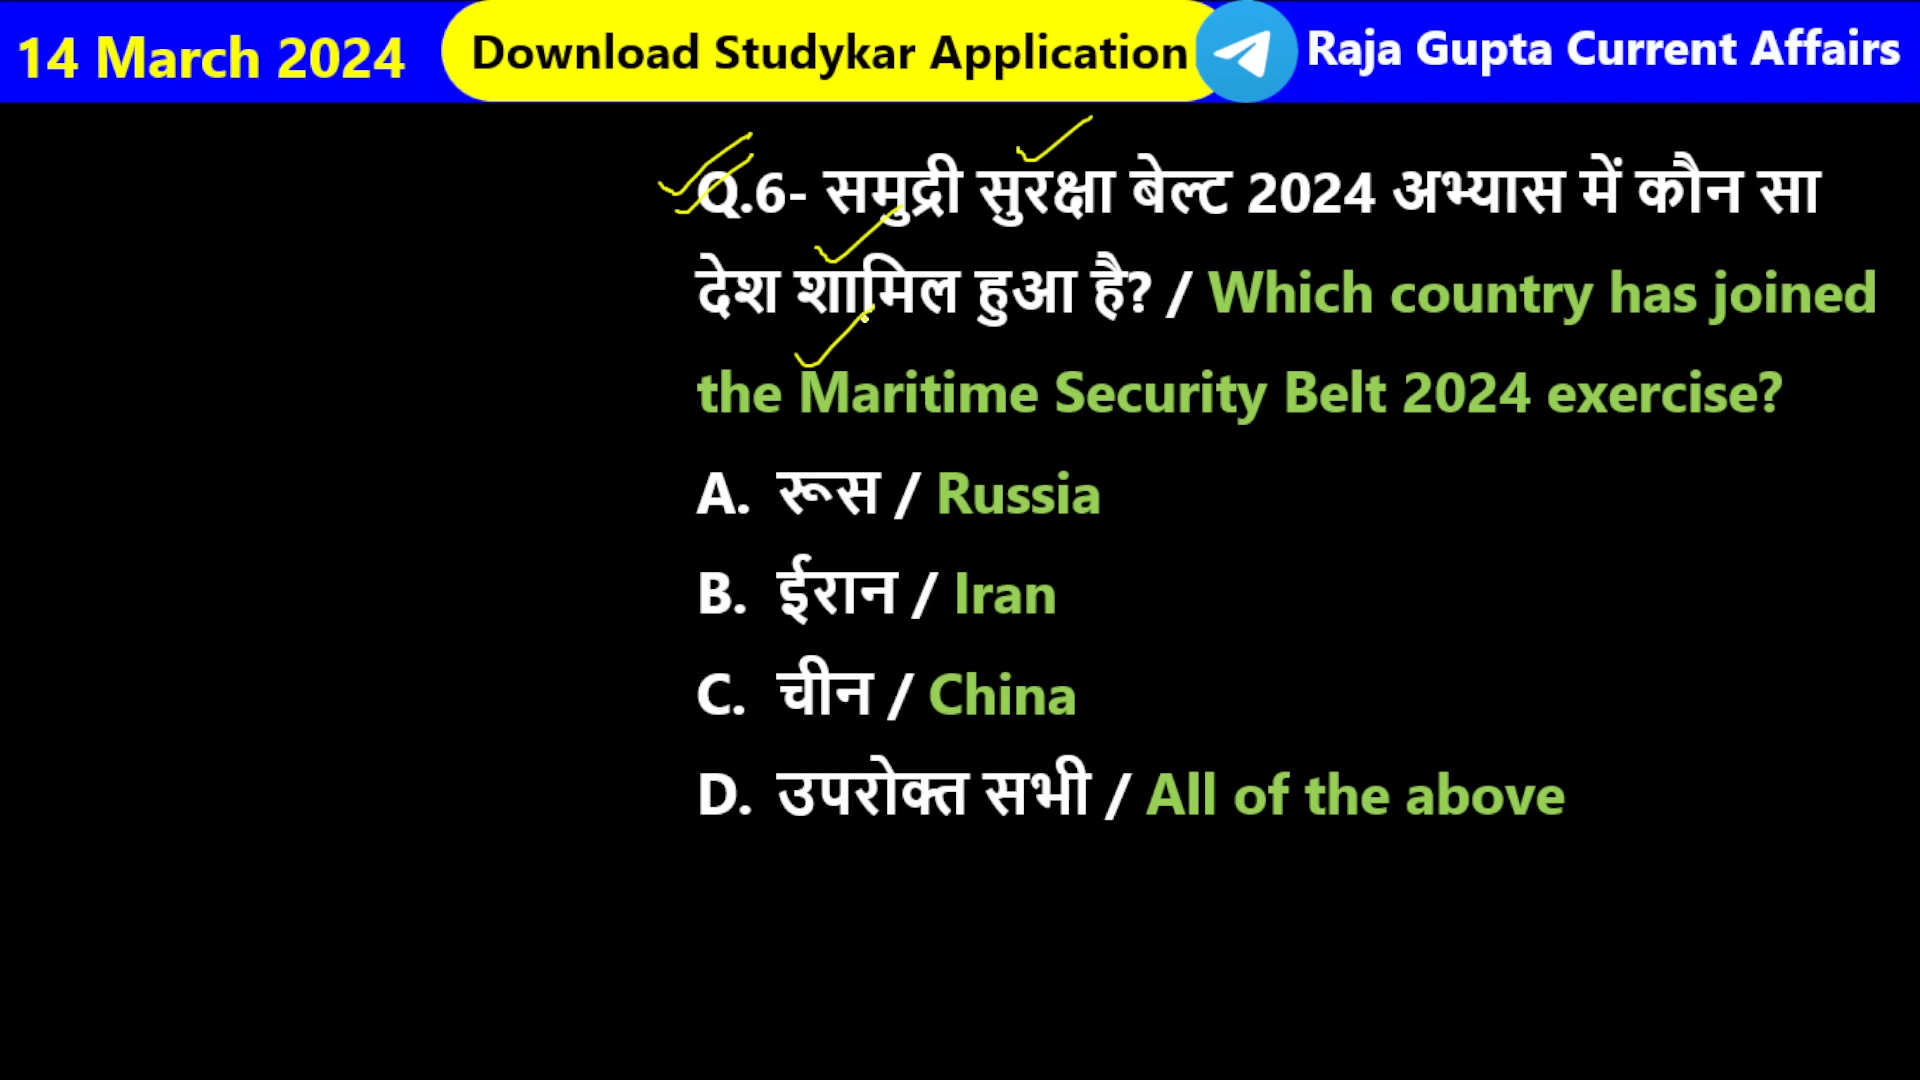 14 March 2024
Download Studykar Application
Raja Gupta Current Affairs
Q.6- समुद्री सुरक्षा बेल्ट 2024 अभ्यास में कौन सा
देश शामिल हुआ है? / Which country has joined
the Maritime Security Belt 2024 exercise?
A. रूस / Russia
B. ईरान / Iran
C. चीन / China
D. उपरोक्त सभी / All of the above